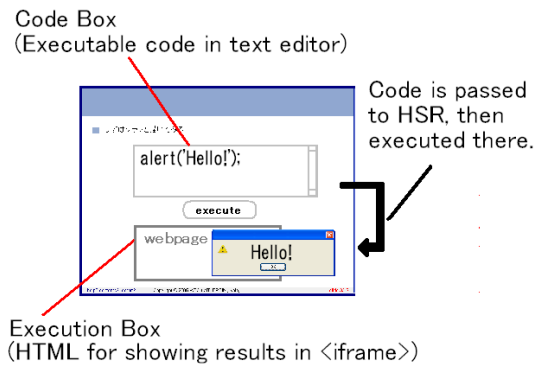 Code Box
(Executable code in text editor)
Code is passed
to HSR, then
executed there.
alert('Hello!');
execute
webpage
Hello!
Execution Box
(HTML for showing results in <iframe>)